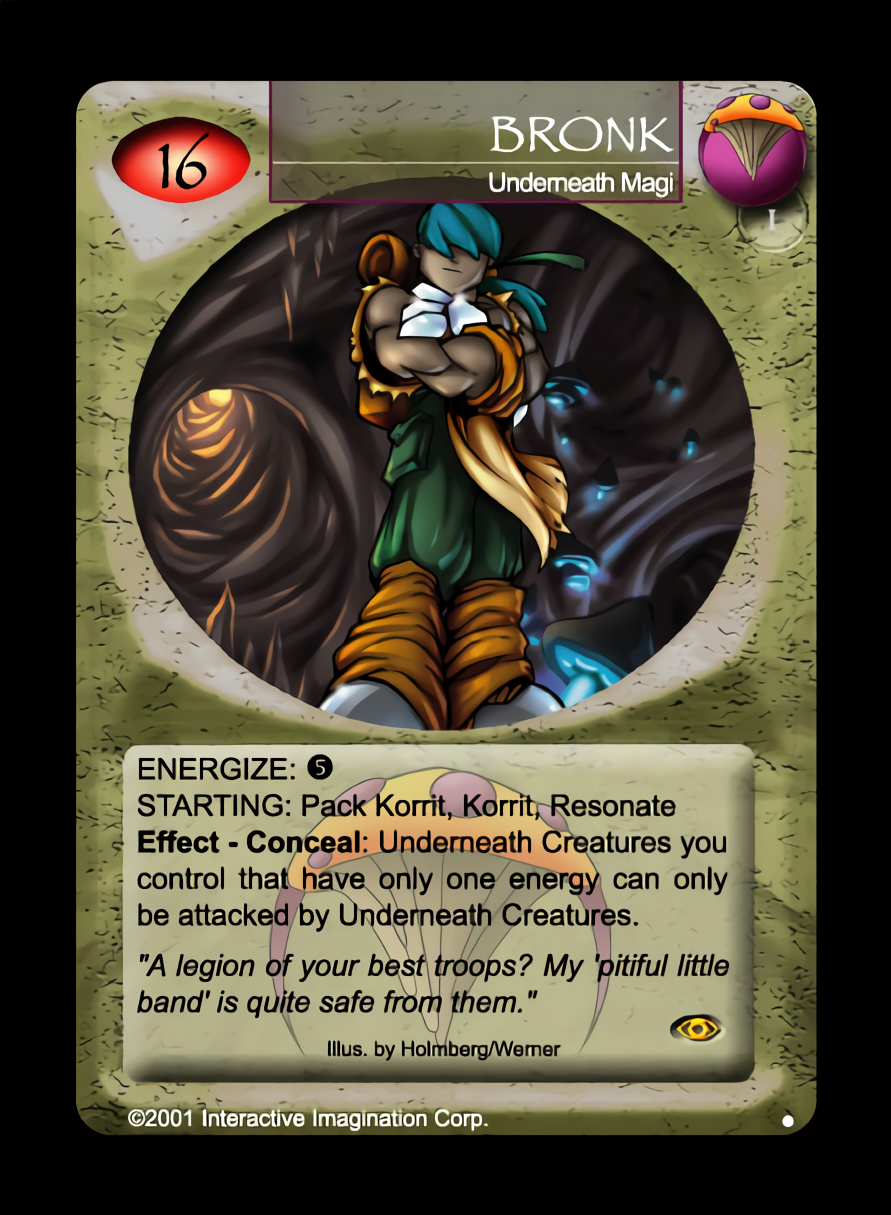 16
BRONK
Underneath Magi
I
ENERGIZE: 5
STARTING: Pack Korrit, Korrit, Resonate
Effect - Conceal: Underneath Creatures you
control that have only one energy can only
be attacked by Underneath Creatures.
"A legion of your best troops? My 'pitiful little
band' is quite safe from them."
Illus. by Holmberg/Werner
©2001 Interactive Imagination Corp.